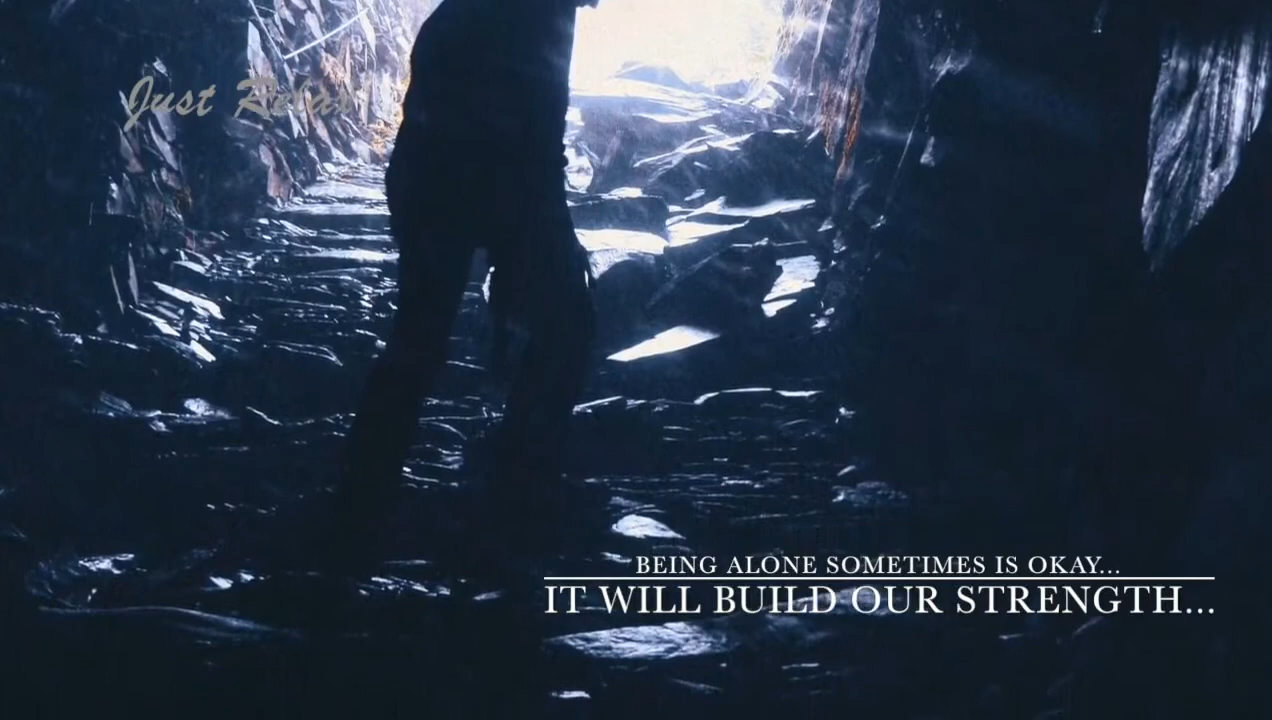 Just Relax
BEING ALONE SOMETIMES IS OKAY...
IT WILL BUILD OUR STRENGTH...